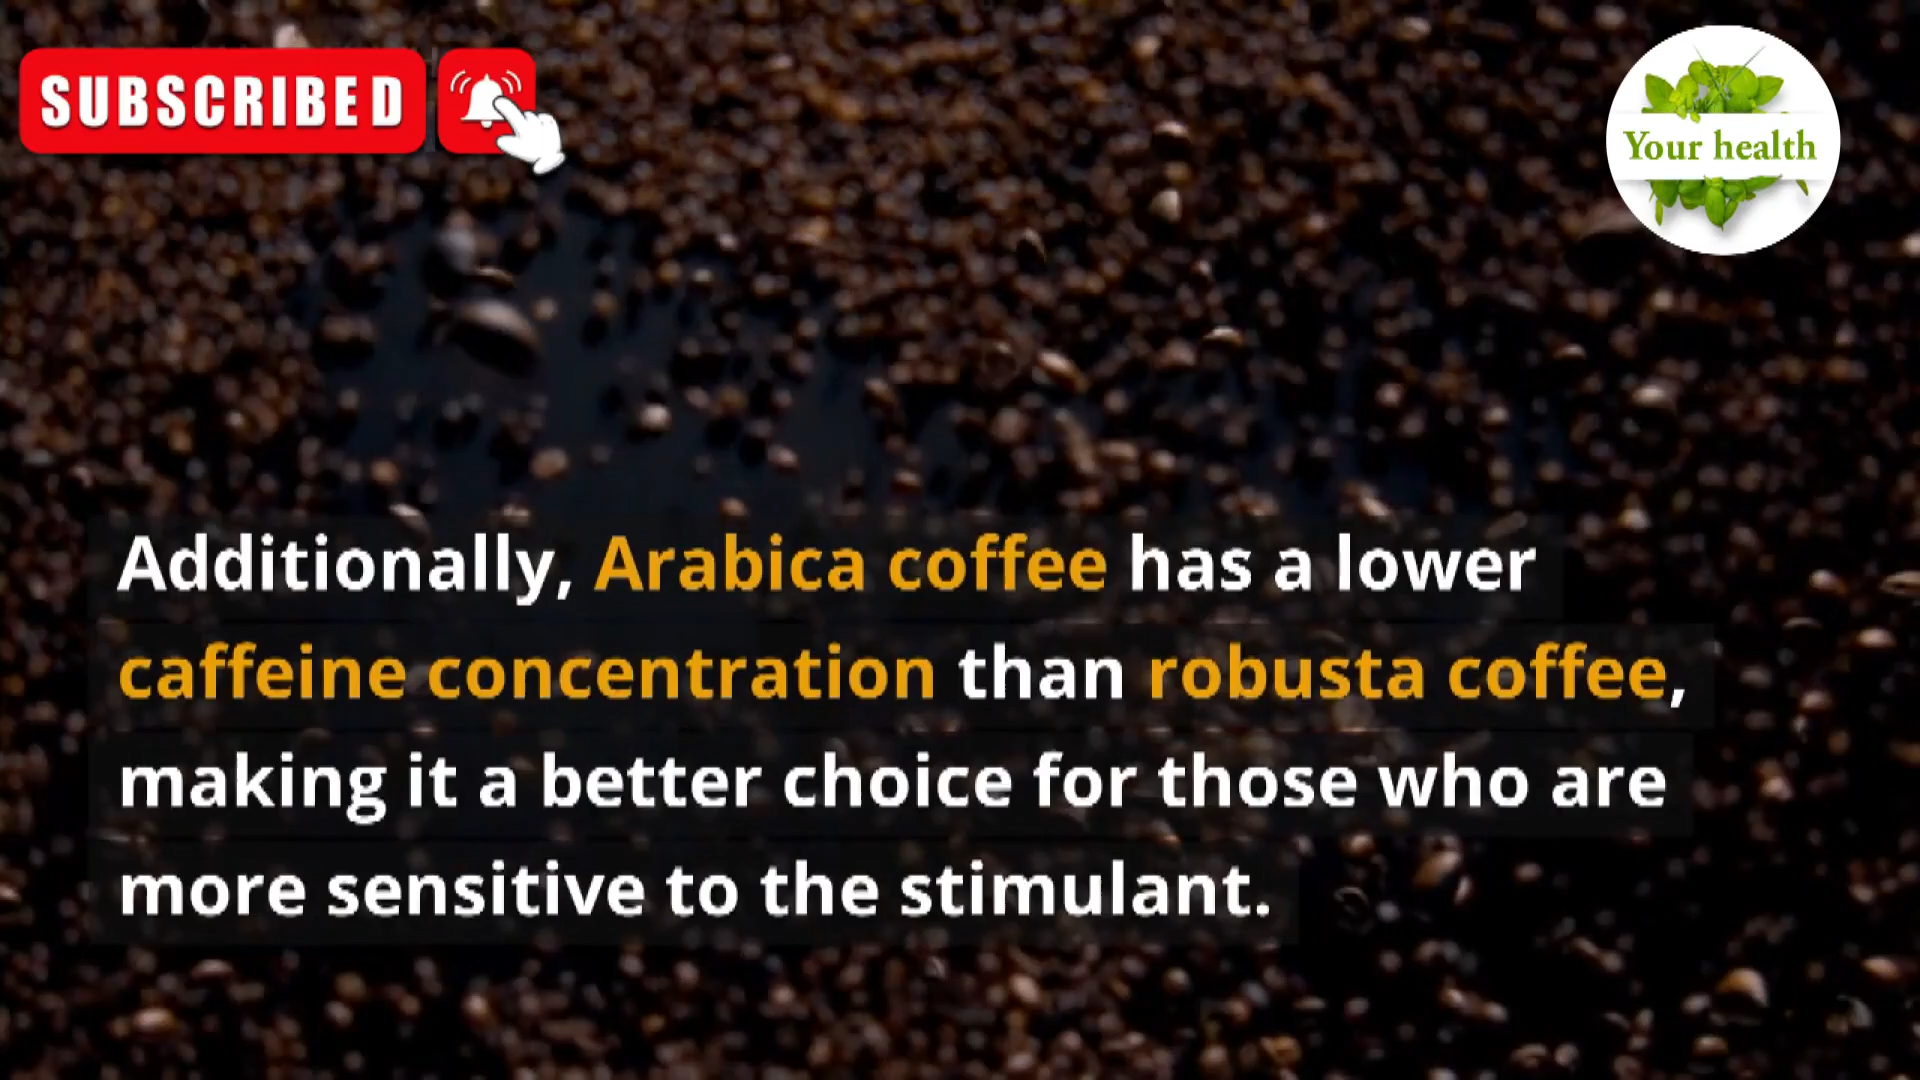 SUBSCRIBED
Your health
Additionally, Arabica coffee has a lower
caffeine concentration than robusta coffee,
making it a better choice for those who are
more sensitive to the stimulant.